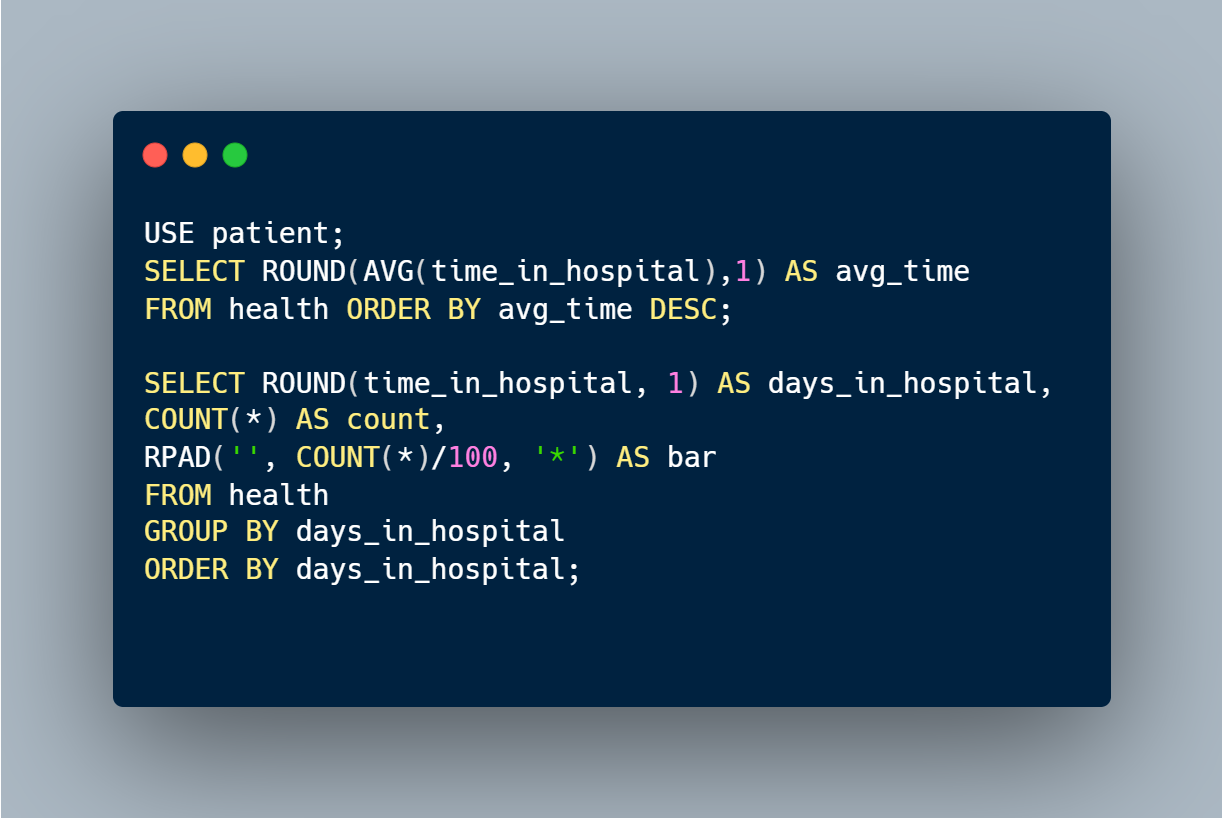 USE patient;
SELECT ROUND(AVG(time_in_hospital),1) AS avg_time
FROM health ORDER BY avg_time DESC;
SELECT ROUND(time_in_hospital, 1) AS days_in_hospital,
COUNT(*) AS count,
RPAD('', COUNT(*)/100, '*') AS bar
FROM health
GROUP BY days_in_hospital
ORDER BY days_in_hospital;